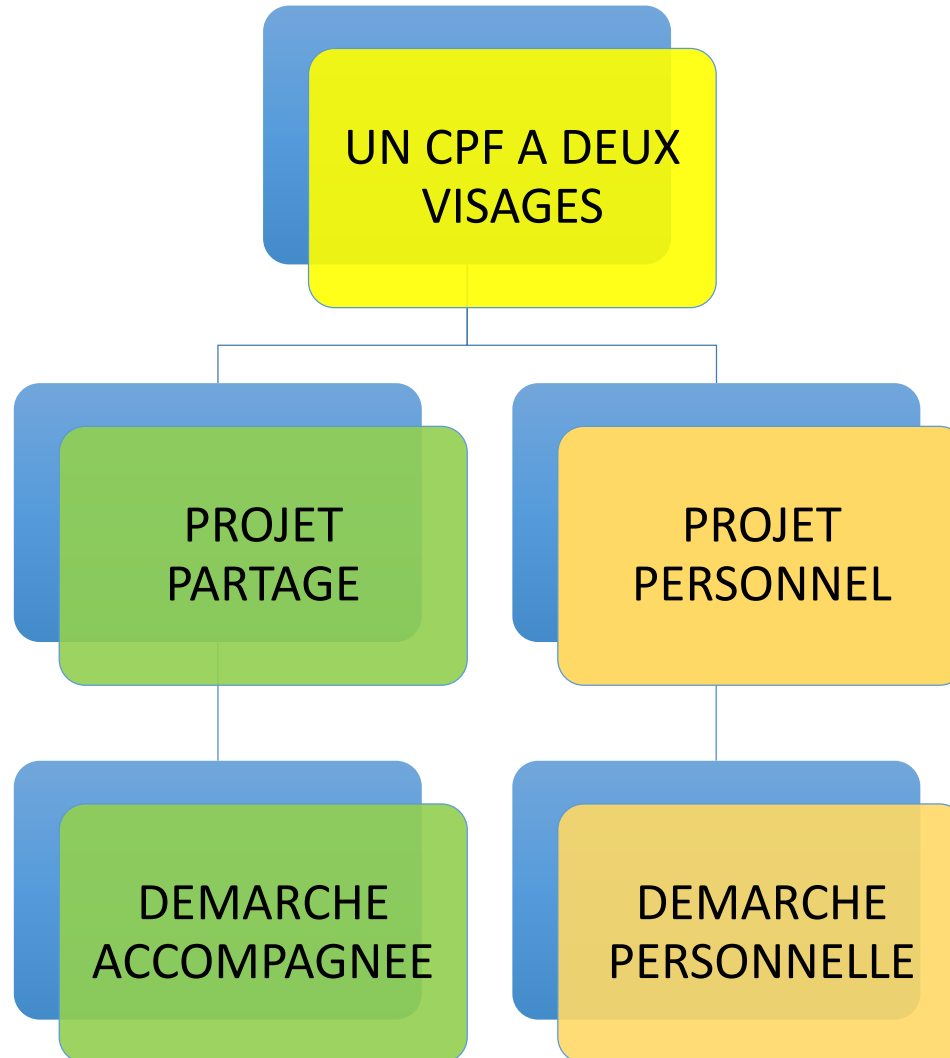 UN CPF A DEUX
VISAGES
PROJET
PARTAGE
PROJET
PERSONNEL
DEMARCHE
ACCOMPAGNEE
DEMARCHE
PERSONNELLE